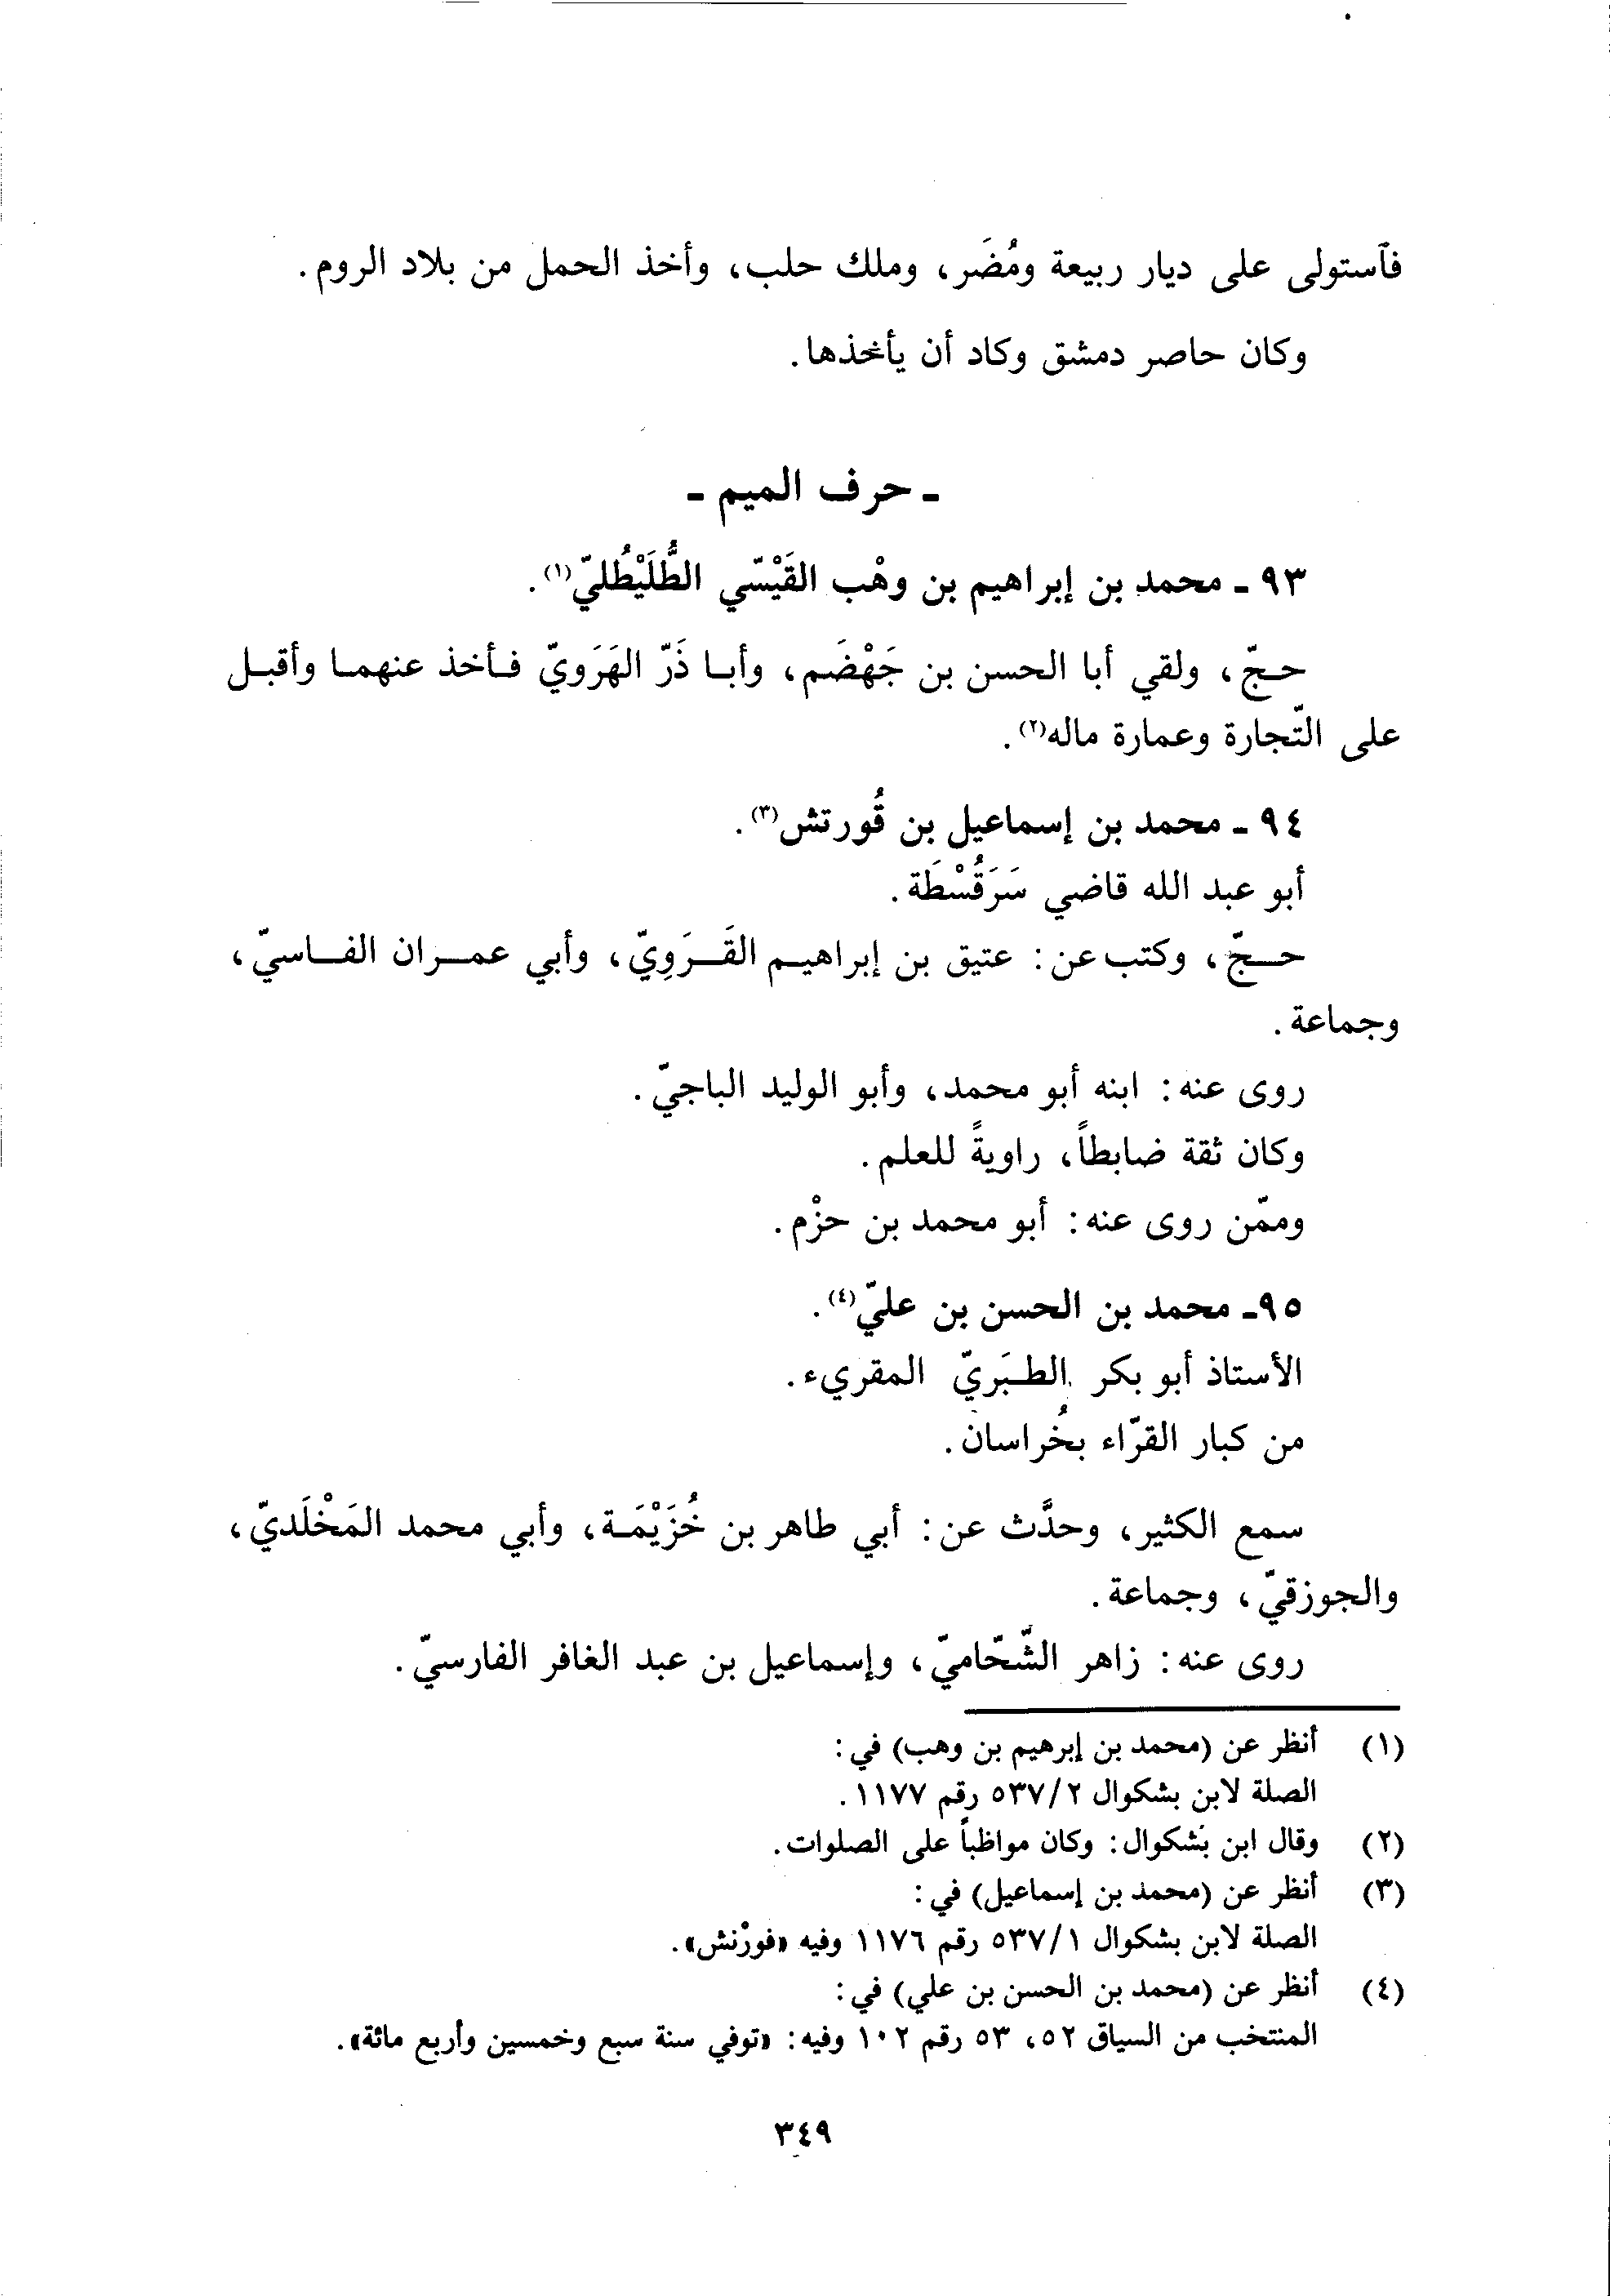 فآستولى على ديار ربيعة ومُضَر، وملك حلب، وأخذ الحمل من بلاد الروم.
وكان حاصر دمشق وكاد أن يأخذها.
ـ حرف الميم ـ
٩٣ ـ محمد بن إبراهيم بن وهْب القَيْسّي الطُّلَيْطُليّ(١).
حجّ، ولقي أبا الحسن بن جَهْضَم، وأبا ذَرّ الهَرَويّ فأخذ عنهما وأقبل
على التّجارة وعمارة ماله(٢).
٩٤ ـ محمد بن إسماعيل بن قُورتش(٣).
أبو عبد الله قاضي سَرَقُسْطَة.
حجّ، وكتب عن: عتيق بن إبراهيم القَرَوِيّ، وأبي عمران الفاسيّ،
وجماعة.
روى عنه: ابنه أبو محمد، وأبو الوليد الباجيّ.
وكان ثقة ضابطاً، راويةً للعلم.
وممّن روى عنه: أبو محمد بن حزْم.
٩٥ـ محمد بن الحسن بن عليّ(٤).
الأستاذ أبو بكر الطبَريّ المقريء.
من كبار القرّاء بخُراسان.
سمع الكثير، وحدَّث عن: أبي طاهر بن خُزَيْمَة، وأبي محمد المَخْلَديّ،
والجوزقيّ، وجماعة.
روى عنه: زاهر الشّحّاميّ، وإسماعيل بن عبد الغافر الفارسيّ.
(١) أنظر عن (محمد بن إبرهيم بن وهب) في:
الصلة لابن بشكوال ٥٣٧/٢ رقم ١١٧٧.
(٢) وقال ابن بَشكوال: وكان مواظباً على الصلوات.
(٣) أنظر عن (محمد بن إسماعيل) في:
الصلة لابن بشكوال ٥٣٧/١ رقم ١١٧٦ وفيه «فورْنش».
(٤) أنظر عن (محمد بن الحسن بن علي) في:
المنتخب من السياق ٥٢، ٥٣ رقم ١٠٢ وفيه: «توفي سنة سبع وخمسين وأربع مائة».
٣٤٩